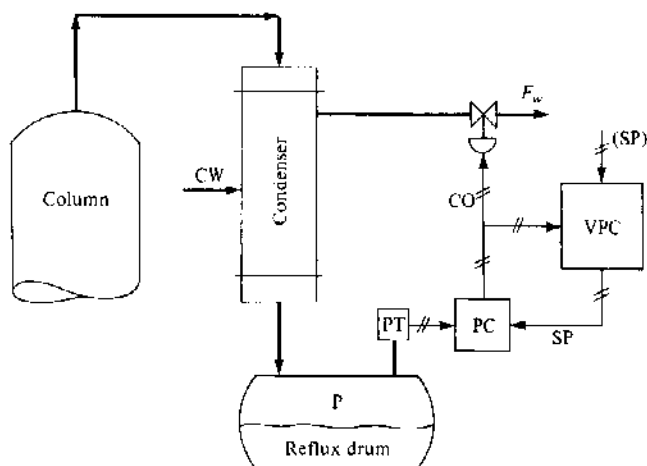 F_w
(SP)
CW
Column
Condenser
CO
VPC
PT
PC
SP
P
Reflux drum